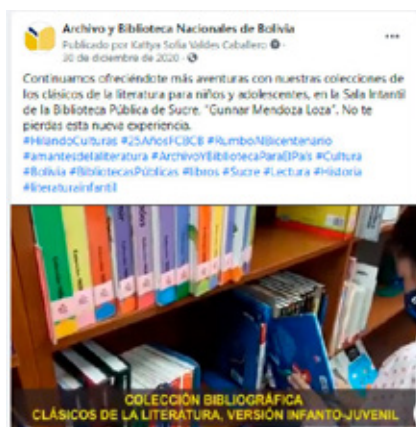 Archivo y Biblioteca Nacionales de Bolivia
Publicado por Kattya Sofia Valdes Caballero
30 de diciembre de 2020
Continuamos ofreciéndote más aventuras con nuestras colecciones de
los clásicos de la literatura para niños y adolescentes, en la Sala Infantil
de la Biblioteca Pública de Sucre, "Gunnar Mendoza Loza". No te
pierdas esta nueva experiencia.
#HilandoCulturas #25AñosFCBCB #RumboAlBicentenario
#amantesdelaliteratura #ArchivoYBibliotecaParaElPaís #Cultura
#Bolivia #BibliotecasPúblicas #libros #Sucre #Lectura #Historia
#literaturainfantil
COLECCIÓN BIBLIOGRÁFICA
CLÁSICOS DE LA LITERATURA, VERSIÓN INFANTO-JUVENIL